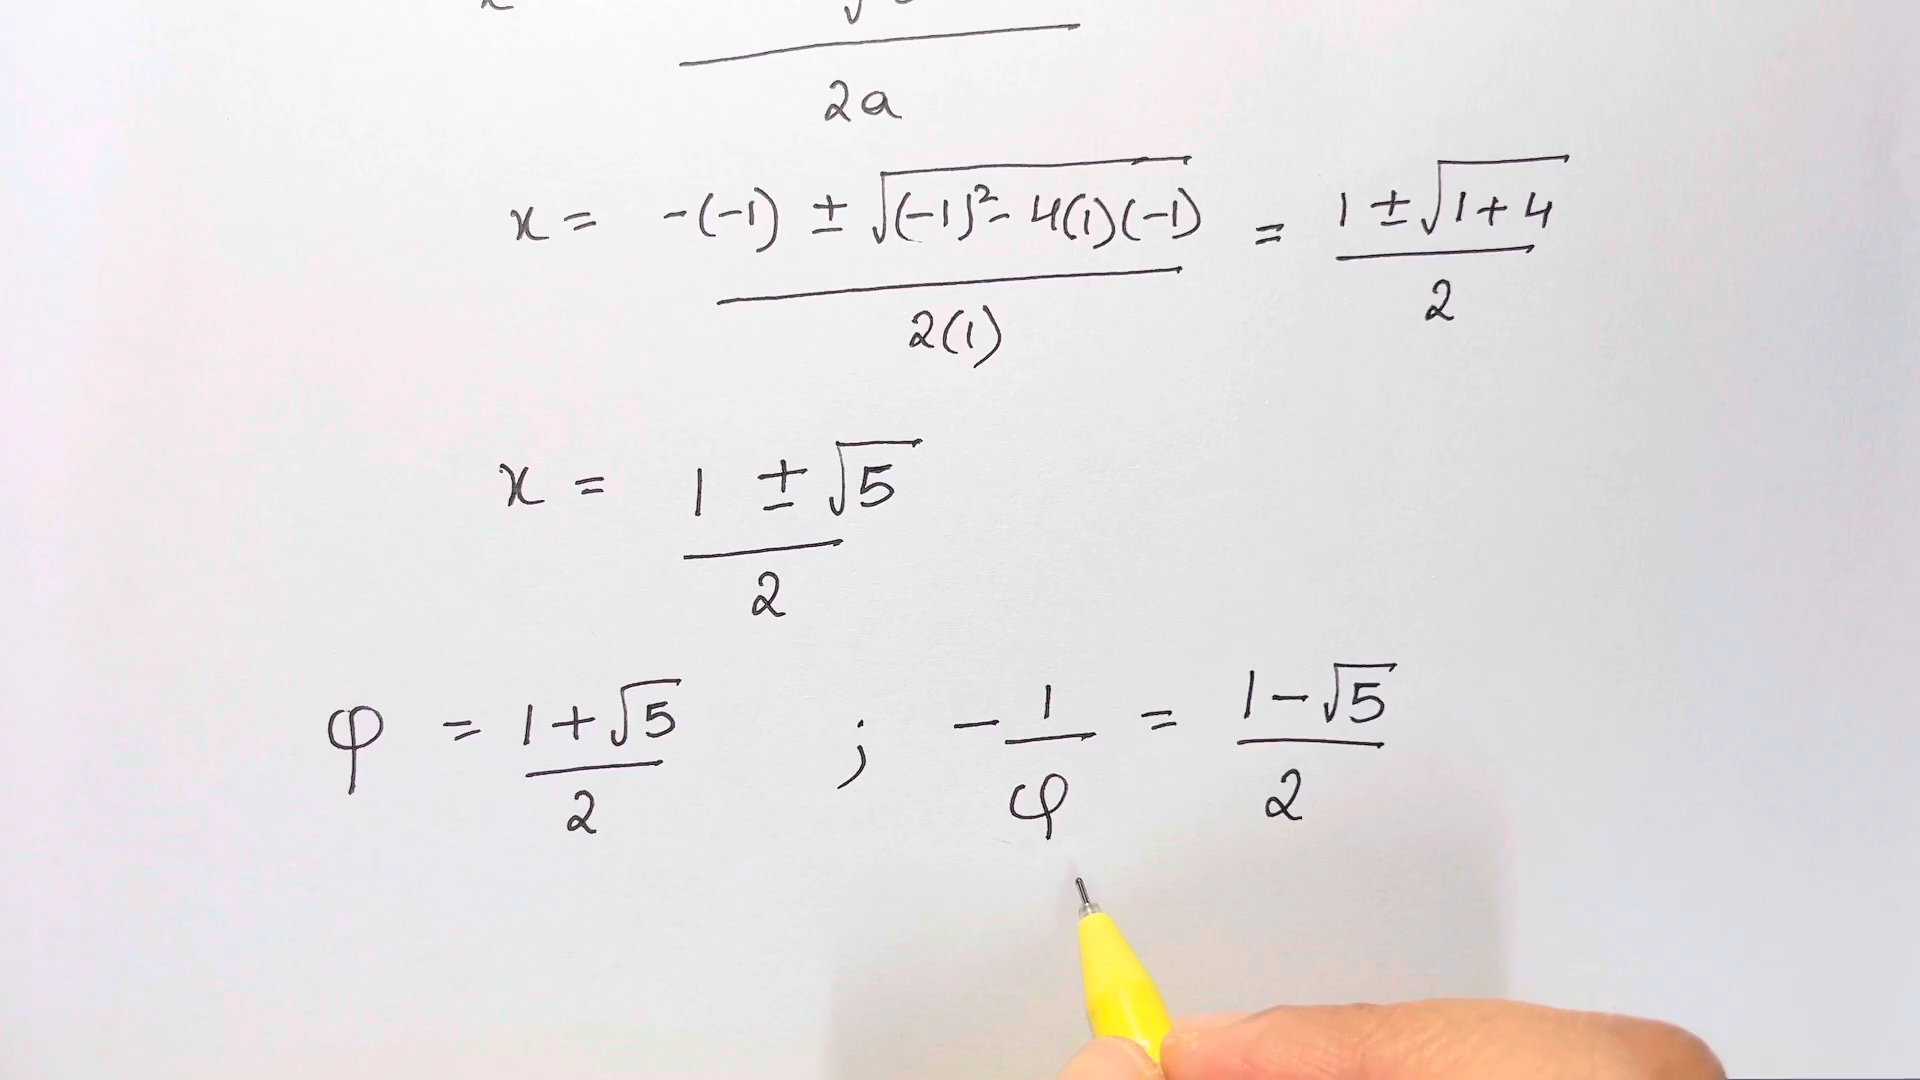 2a
x = -(-1) ± √(-1)² - 4(1)(-1) / 2(1) = 1 ± √1+4 / 2
x = 1 ± √5 / 2
φ = 1+√5 / 2 ; - 1/φ = 1-√5 / 2